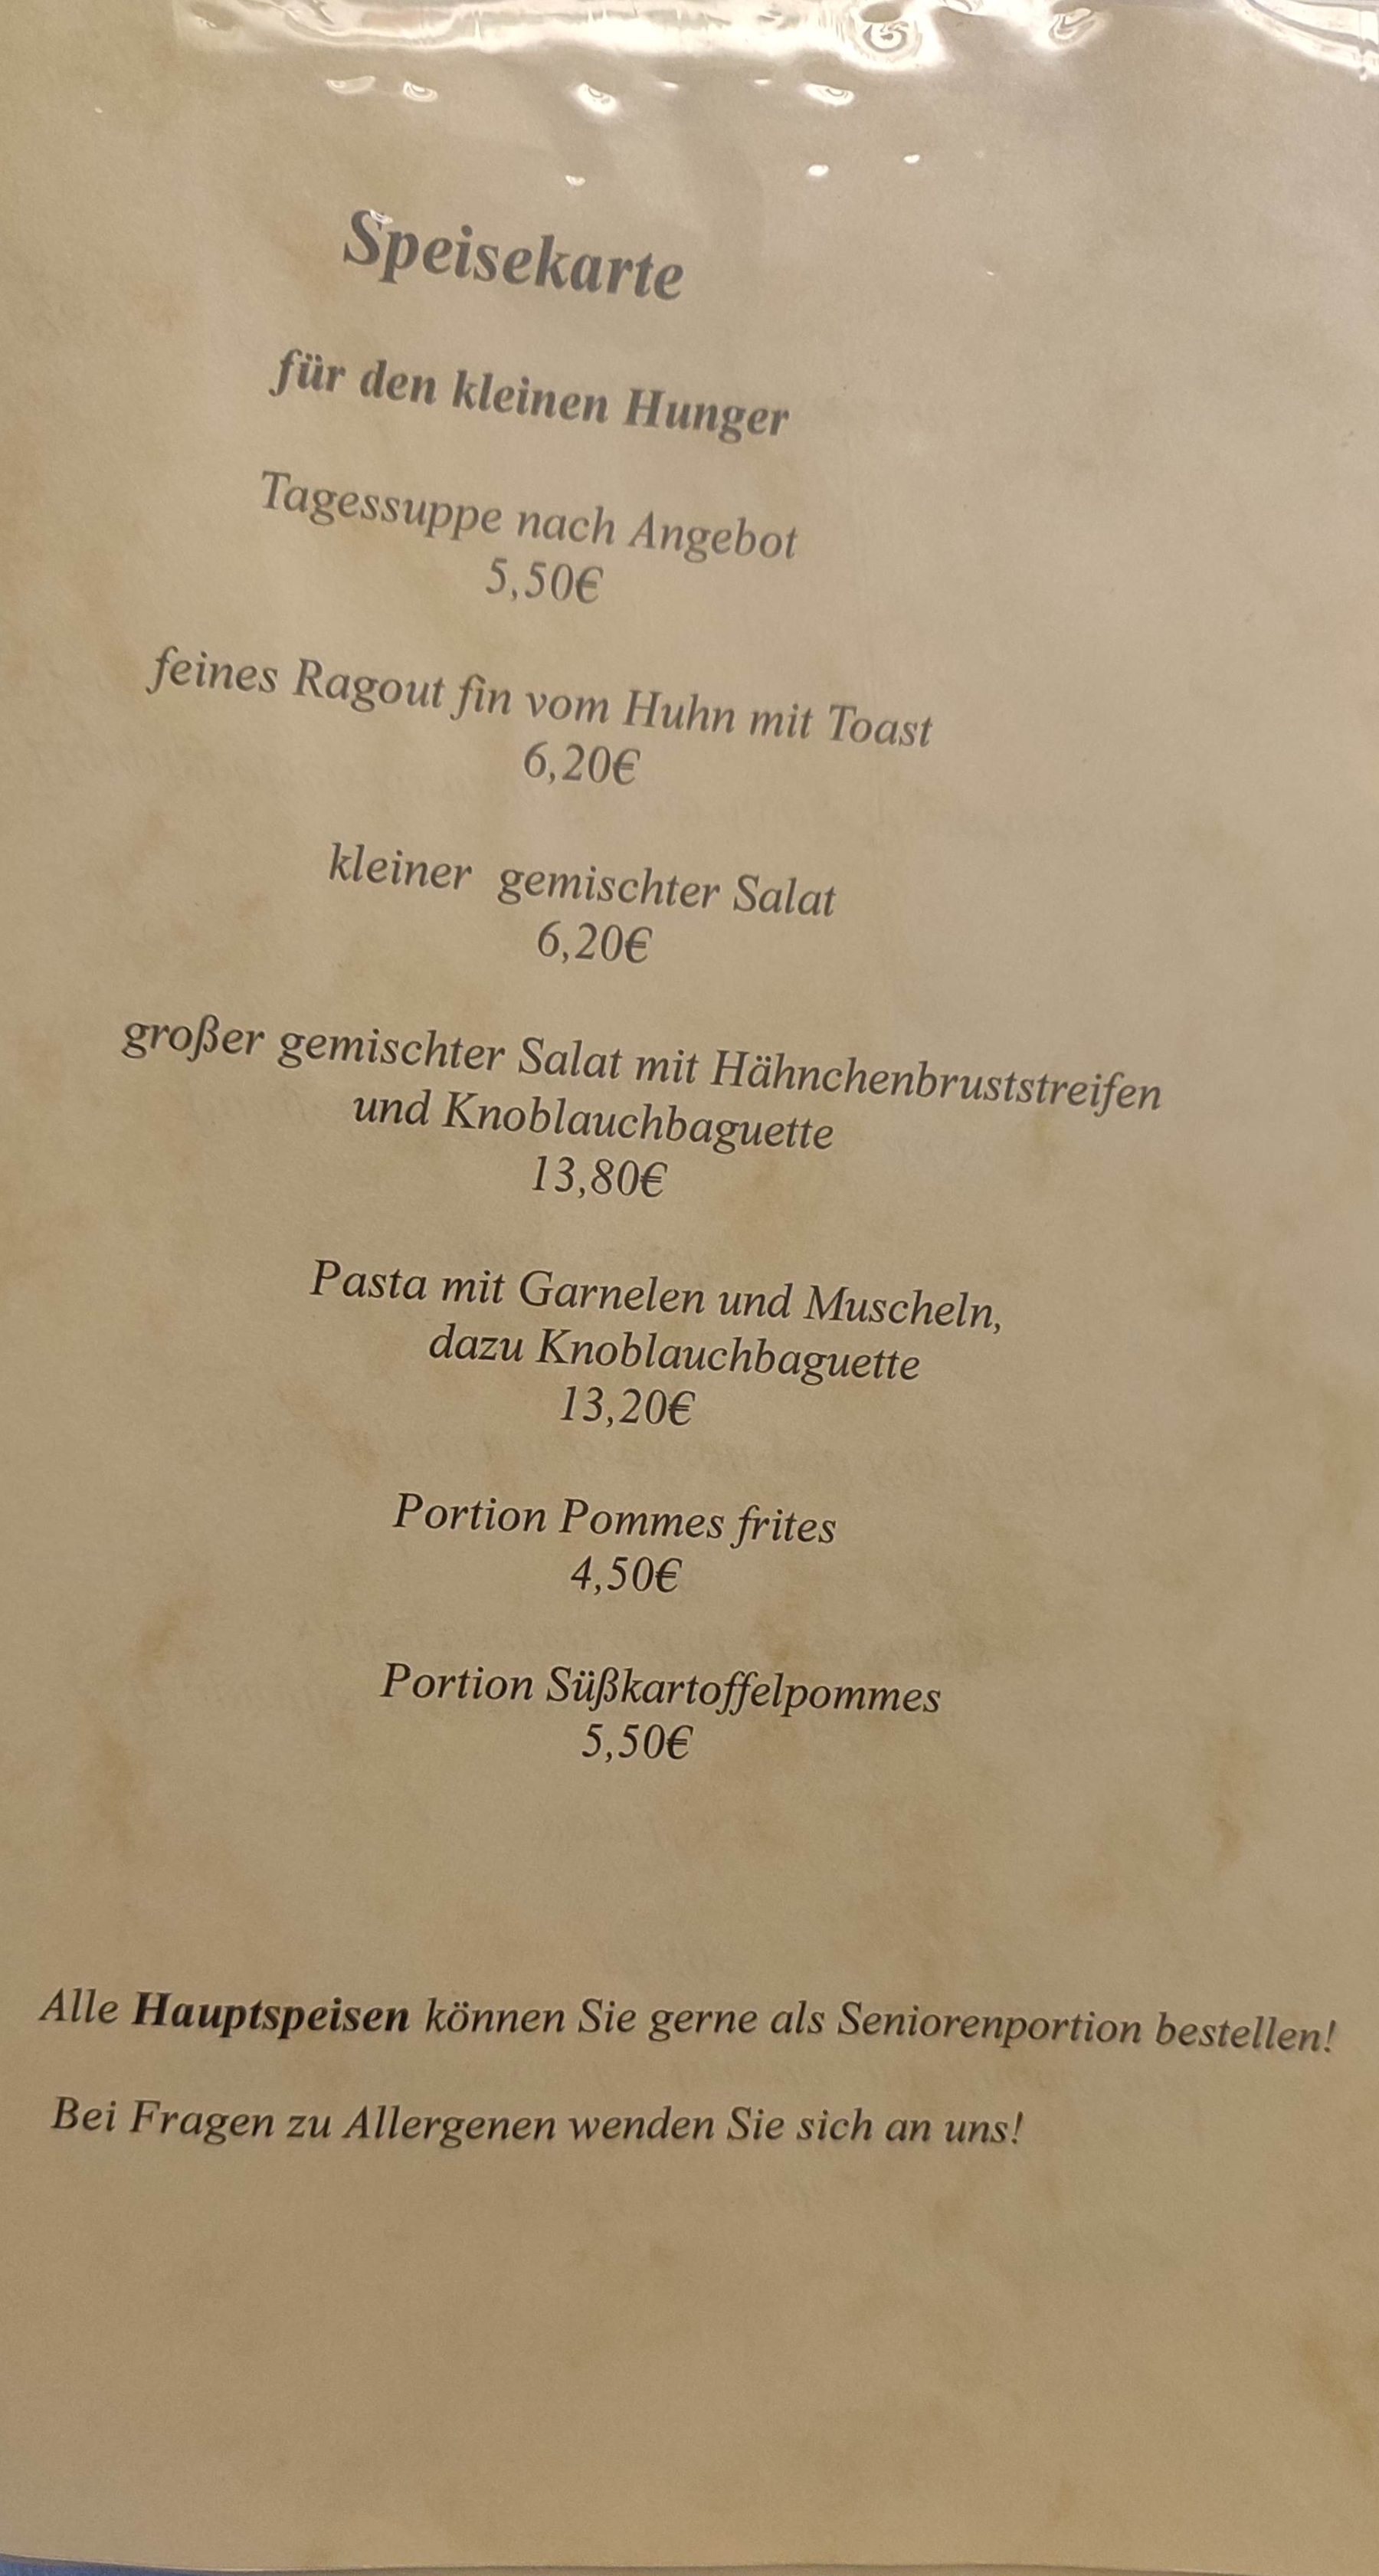 Speisekarte
für den kleinen Hunger
Tagessuppe nach Angebot
5,50€
feines Ragout fin vom Huhn mit Toast
6,20€
kleiner gemischter Salat
6,20€
großer gemischter Salat mit Hähnchenbruststreifen
und Knoblauchbaguette
13,80€
Pasta mit Garnelen und Muscheln,
dazu Knoblauchbaguette
13,20€
Portion Pommes frites
4,50€
Portion Süßkartoffelpommes
5,50€
Alle Hauptspeisen können Sie gerne als Seniorenportion bestellen!
Bei Fragen zu Allergenen wenden Sie sich an uns!